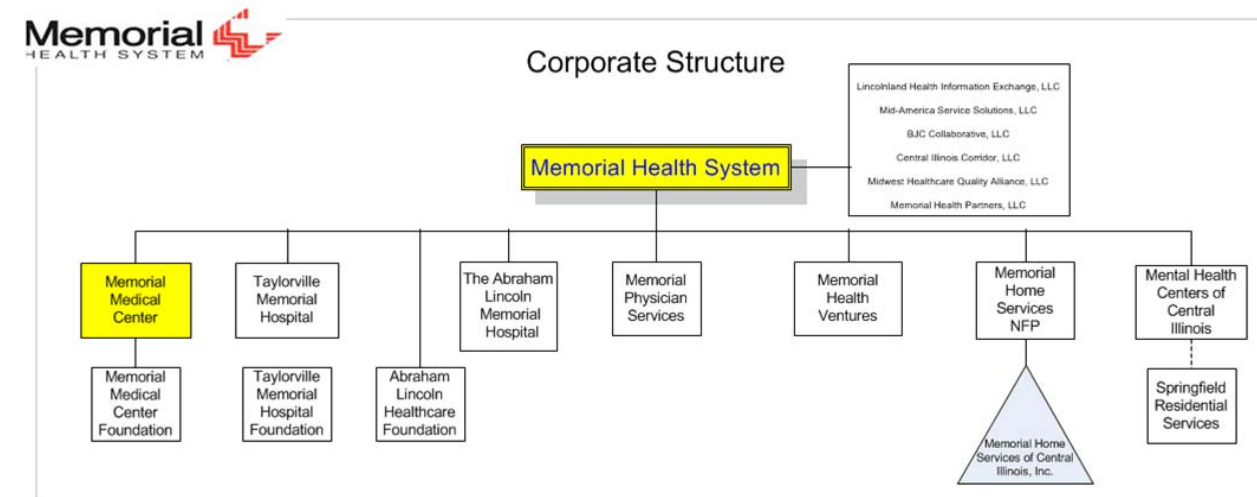 Memorial
HEALTH SYSTEM
Corporate Structure
Lincolnland Health Information Exchange, LLC
Mid-America Service Solutions, LLC
BJC Collaborative, LLC
Central Illinois Corridor, LLC
Midwest Healthcare Quality Alliance, LLC
Memorial Health Partners, LLC
Memorial Health System
Memorial
Medical
Center
Taylorville
Memorial
Hospital
The Abraham
Lincoln
Memorial
Hospital
Memorial
Physician
Services
Memorial
Health
Ventures
Memorial
Home
Services
NFP
Mental Health
Centers of
Central
Illinois
Memorial
Medical
Center
Foundation
Taylorville
Memorial
Hospital
Foundation
Abraham
Lincoln
Healthcare
Foundation
Memorial Home
Services of Central
Illinois, Inc.
Springfield
Residential
Services